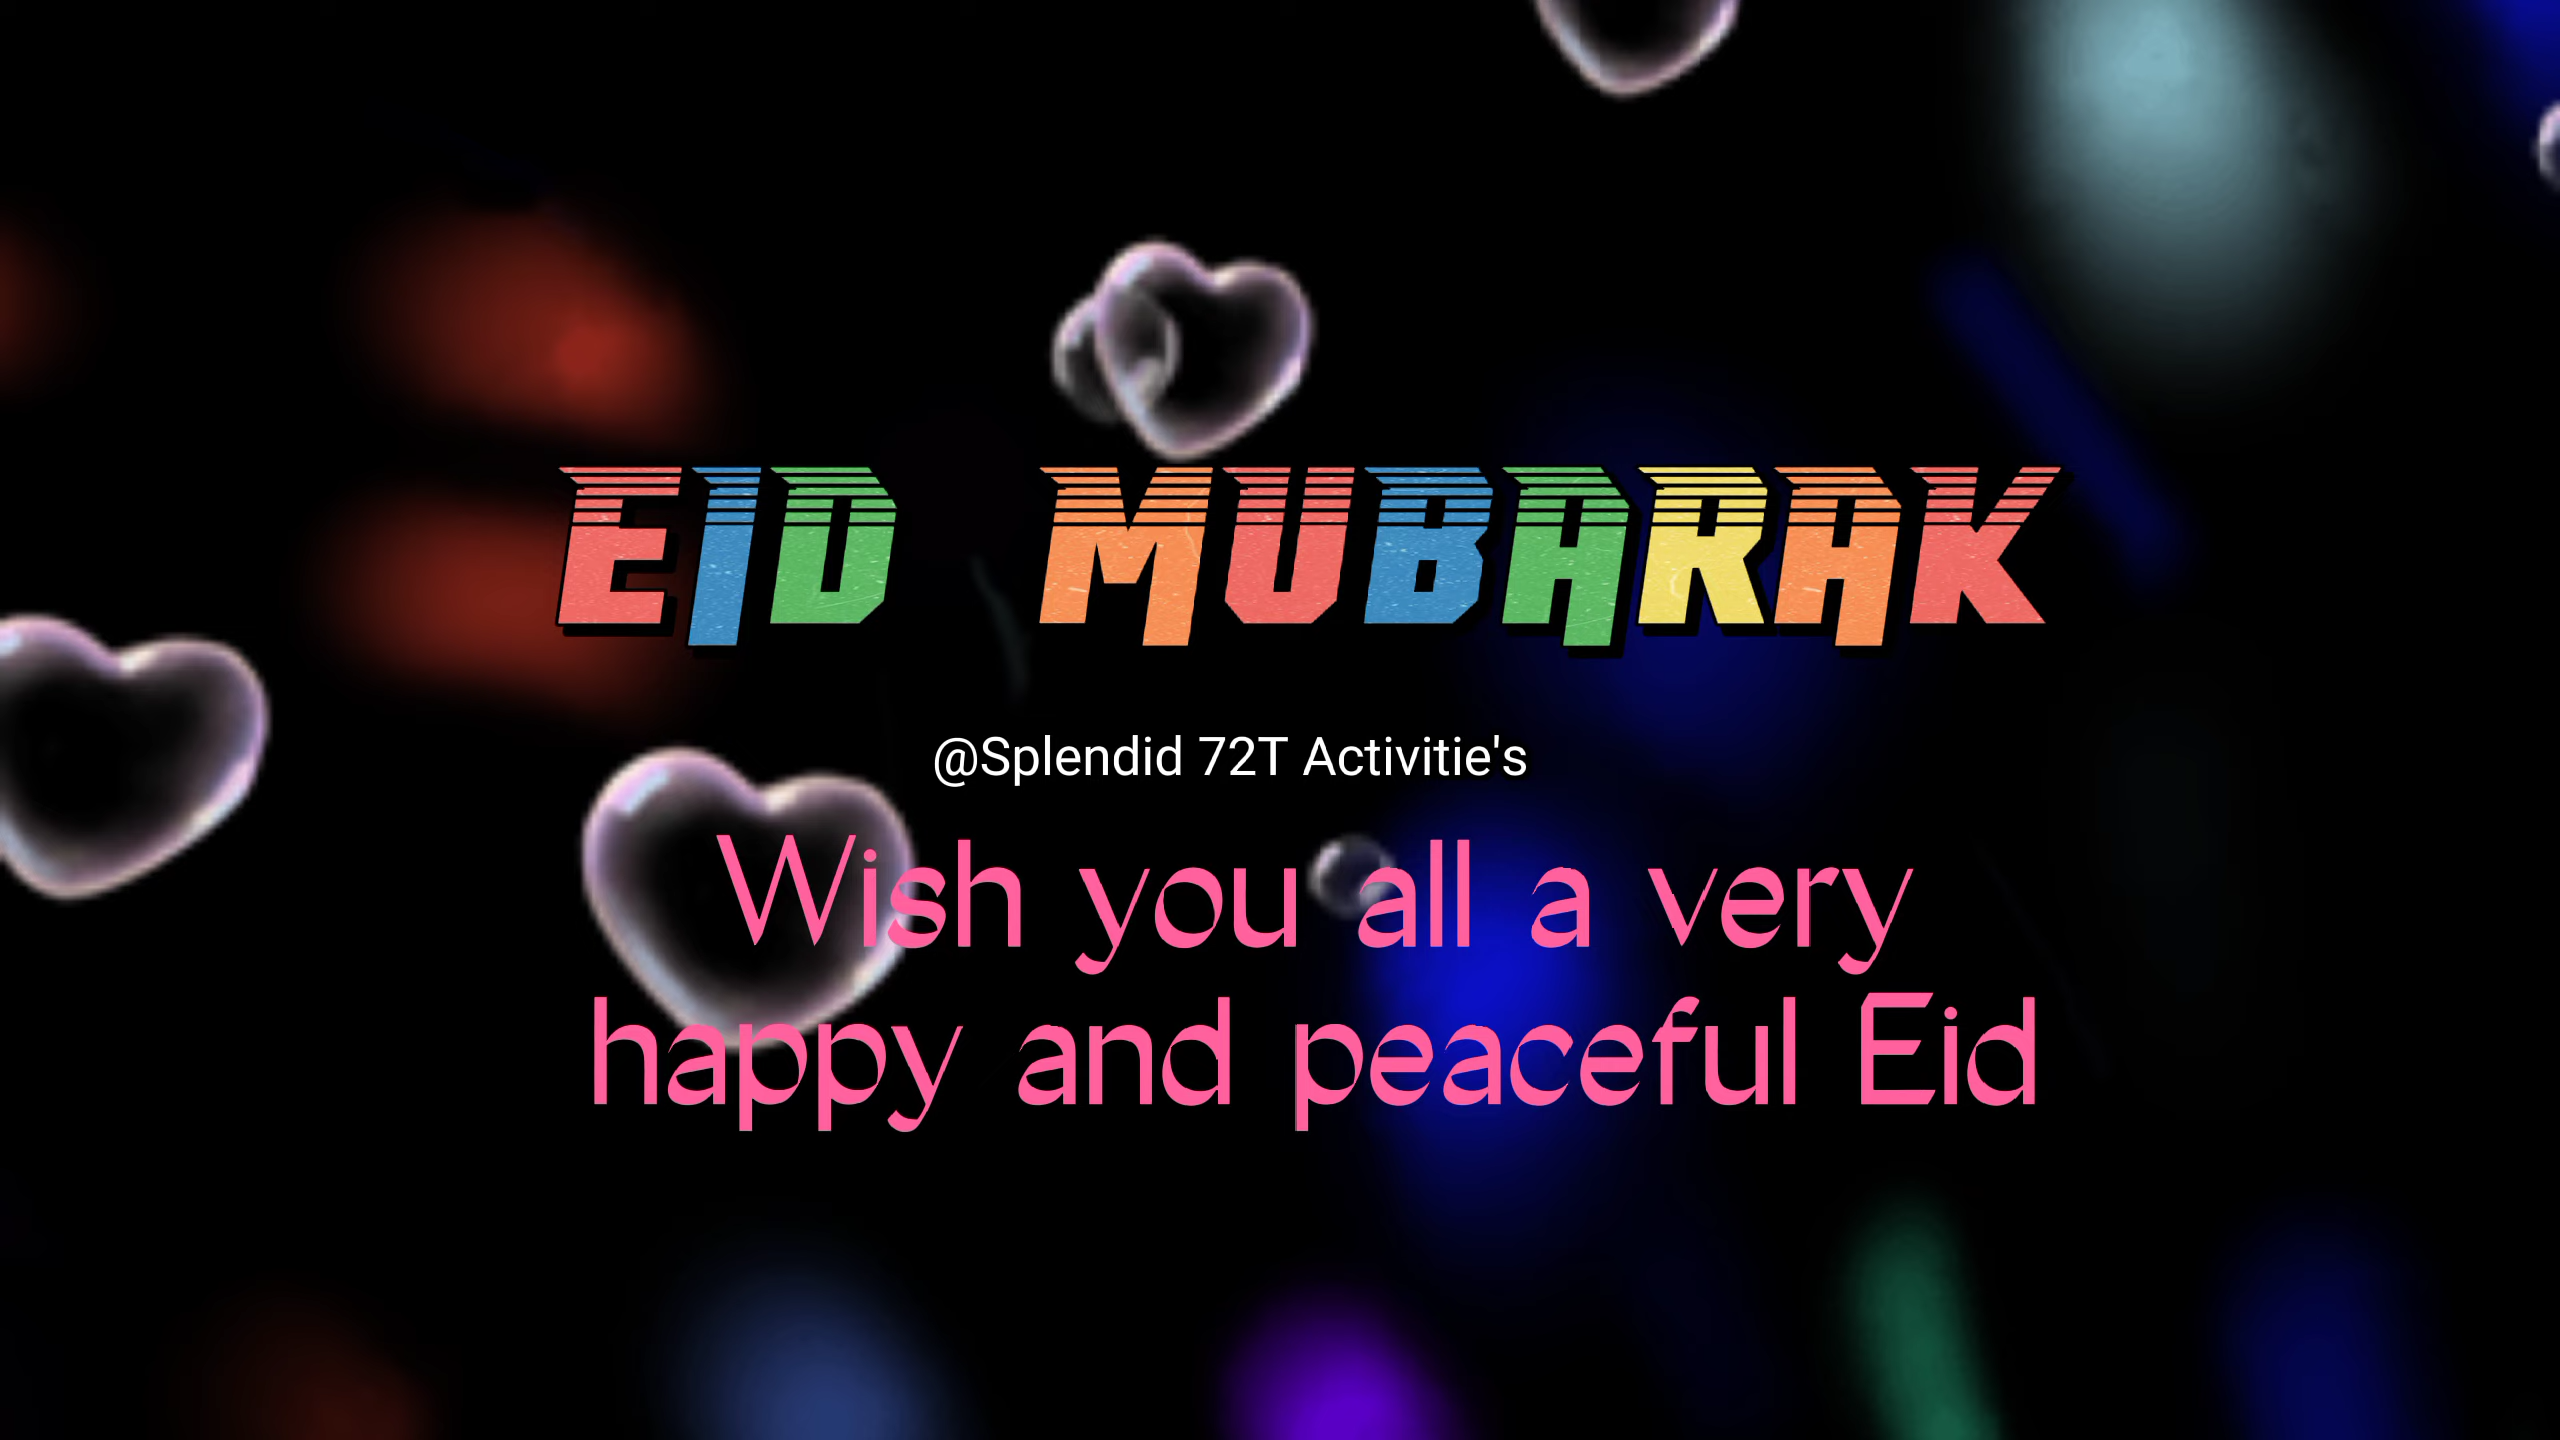 EID MUBARAK
@Splendid 72T Activitie's
Wish you all a very
happy and peaceful Eid